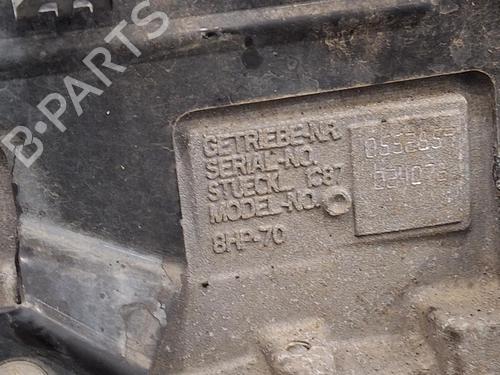 B-PARTS
GETRIEBE-NR.
SERIAL-NO.
STUECKL. 1C87
MODEL-NO.
8HP-70